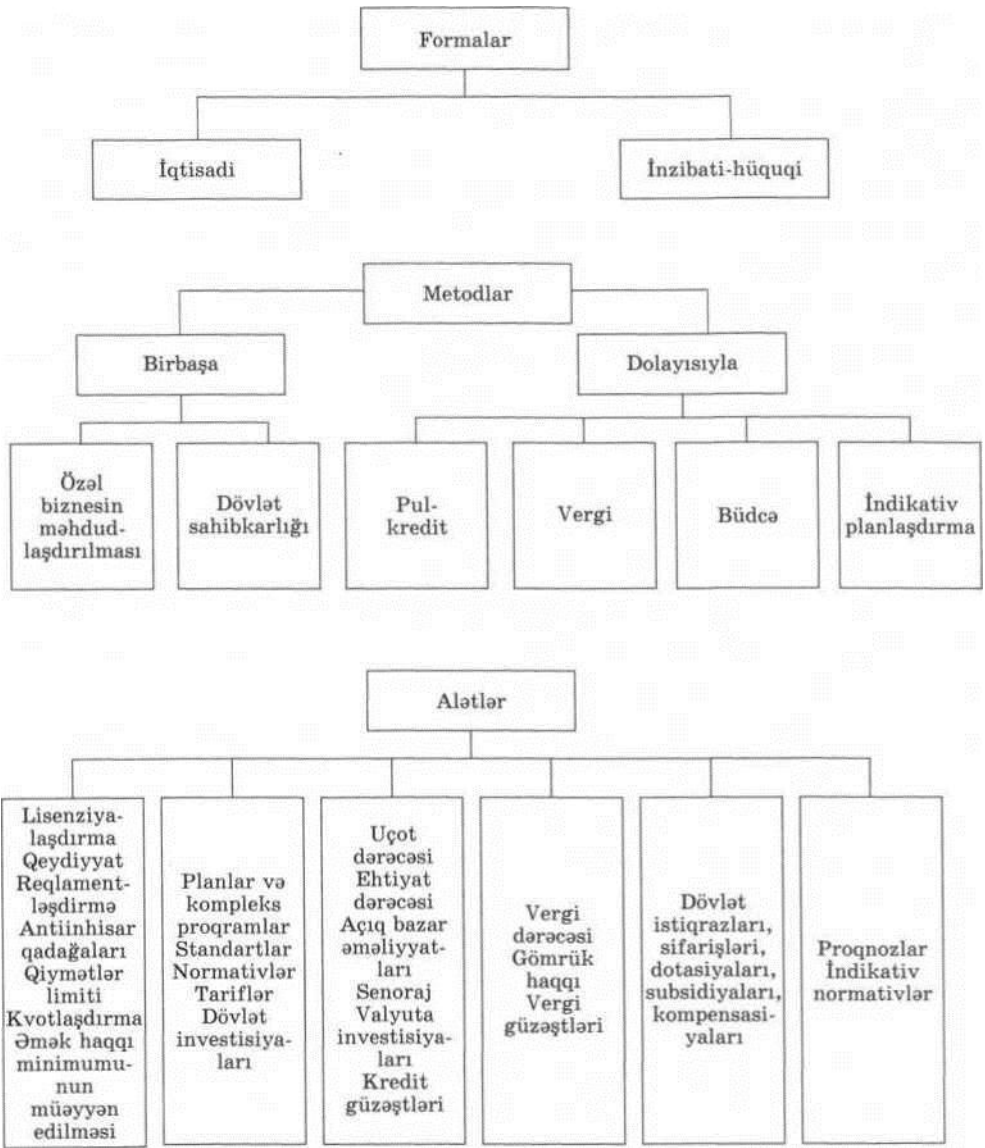 Formalar
İqtisadi
İnzibati-hüquqi
Metodlar
Birbaşa
Dolayısıyla
Özəl
biznesin
məhdud-
laşdırılması
Dövlət
sahibkarlığı
Pul-
kredit
Vergi
Büdcə
İndikativ
planlaşdırma
Alətlər
Lisenziya-
laşdırma
Qeydiyyat
Reqlament-
ləşdirmə
Antiinhisar
qadağaları
Qiymətlər
limiti
Kvotlaşdırma
Əmək haqqı
minimumu-
nun
müəyyən
edilməsi
Planlar və
kompleks
proqramlar
Standartlar
Normativlər
Tariflər
Dövlət
investisiya-
ları
Uçot
dərəcəsi
Ehtiyat
dərəcəsi
Açıq bazar
əməliyyat-
ları
Senoraj
Valyuta
investisiya-
ları
Kredit
güzəştləri
Vergi
dərəcəsi
Gömrük
haqqı
Vergi
güzəştləri
Dövlət
istiqrazları,
sifarişləri,
dotasiyaları,
subsidiyaları,
kompensasi-
yaları
Proqnozlar
İndikativ
normativlər